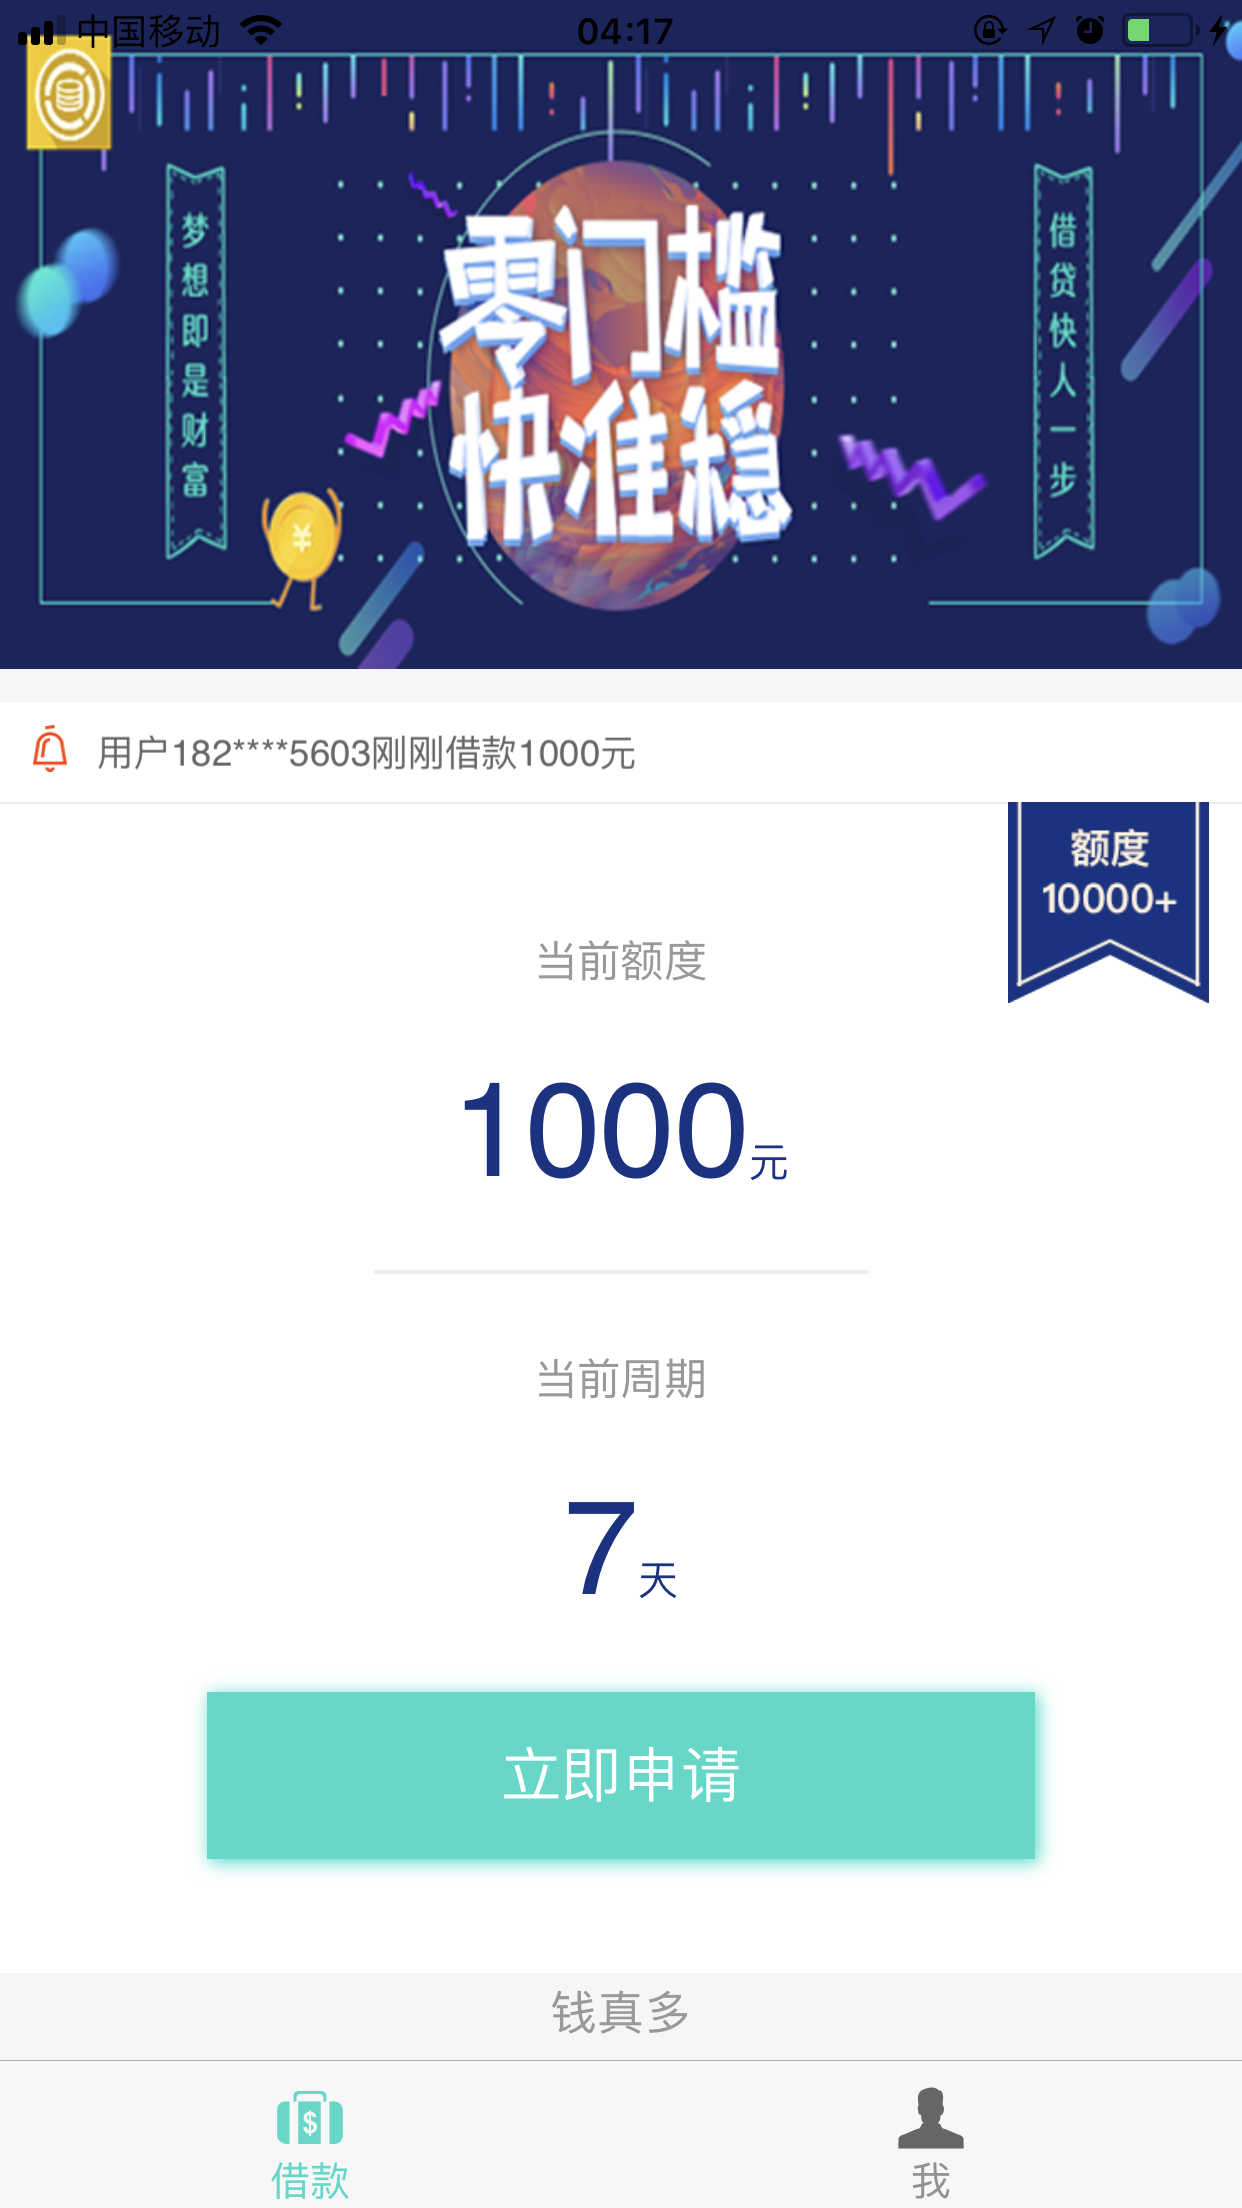 中国移动
04:17
梦想即是财富
零门槛
快准稳
借贷快人一步
¥
用户182****5603刚刚借款1000元
额度
10000+
当前额度
1000元
当前周期
7天
立即申请
钱真多
$
借款
我